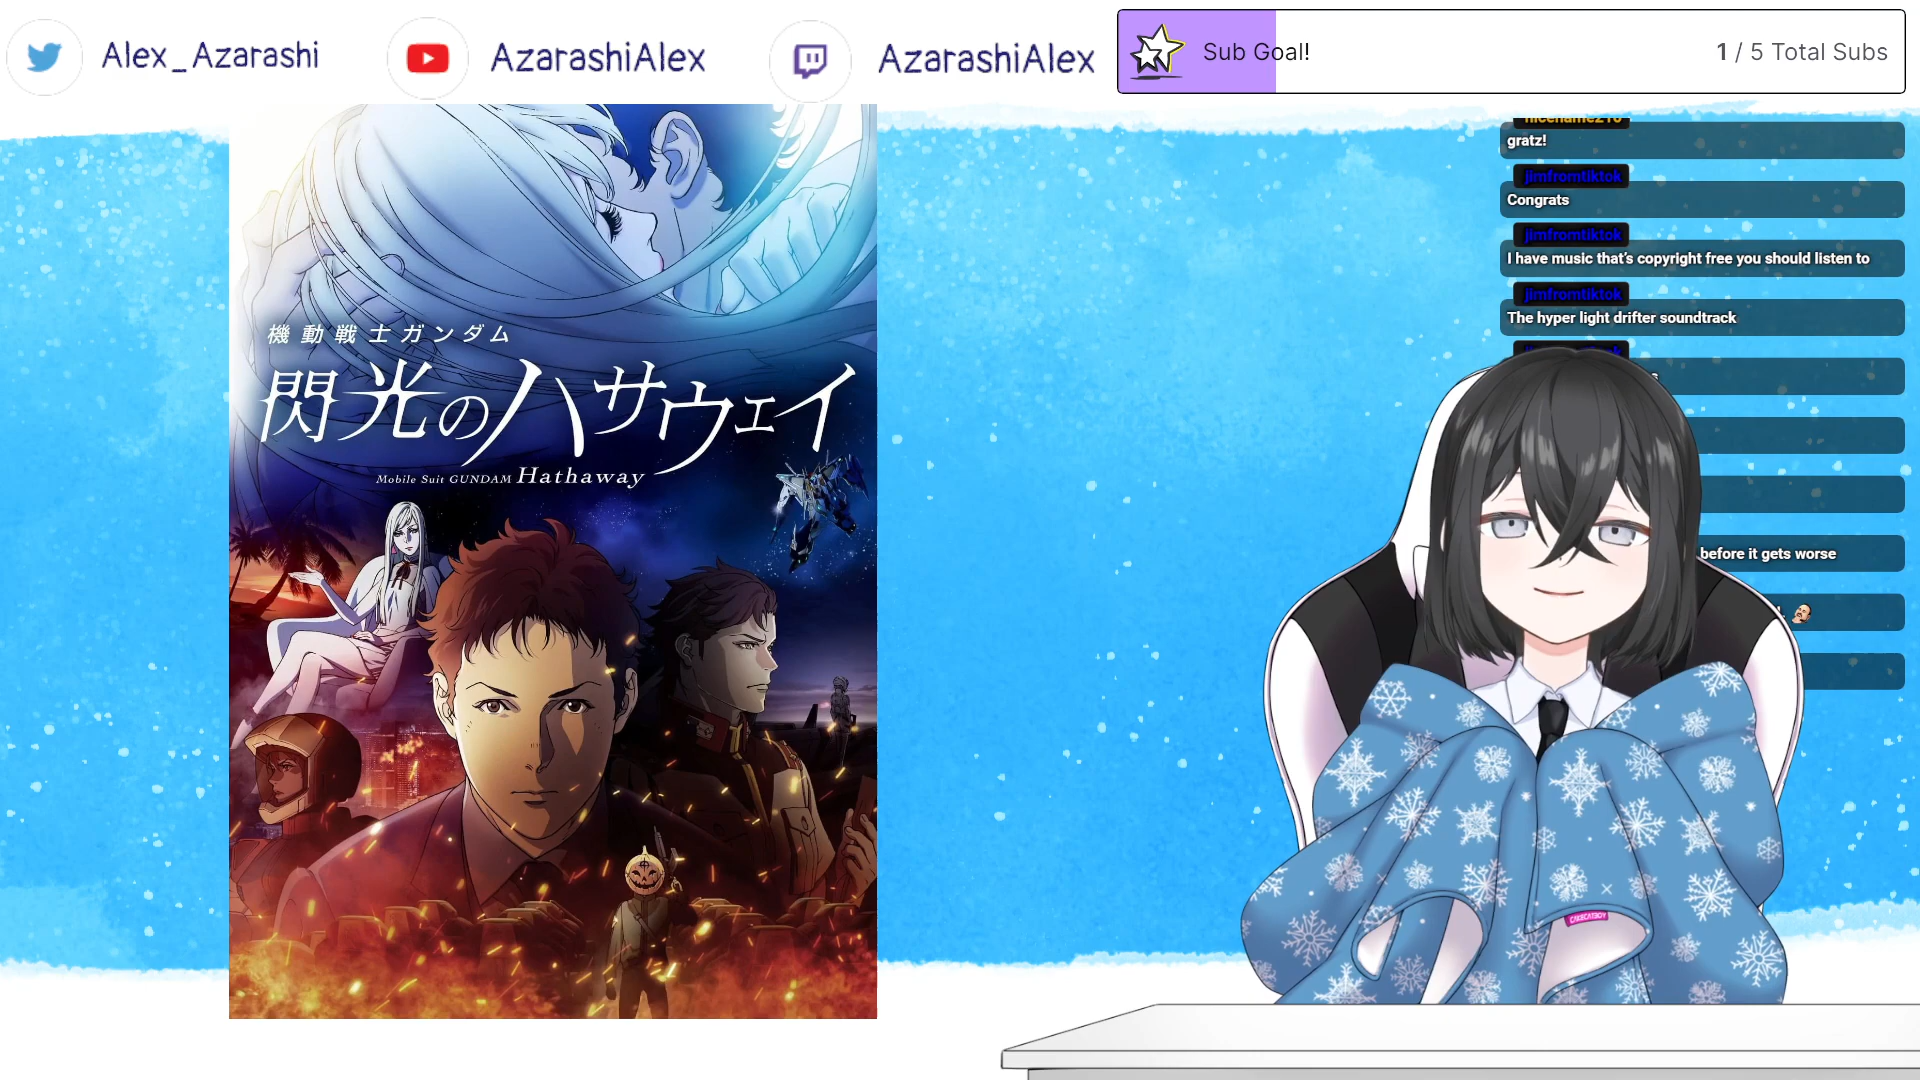 Alex_Azarashi
AzarashiAlex
AzarashiAlex
Sub Goal!
1 / 5 Total Subs
nicename216
gratz!
jimfromtiktok
Congrats
jimfromtiktok
I have music that's copyright free you should listen to
jimfromtiktok
The hyper light drifter soundtrack
before it gets worse
機動戦士ガンダム
閃光のハサウェイ
Mobile Suit GUNDAM Hathaway
CAKECATBOY